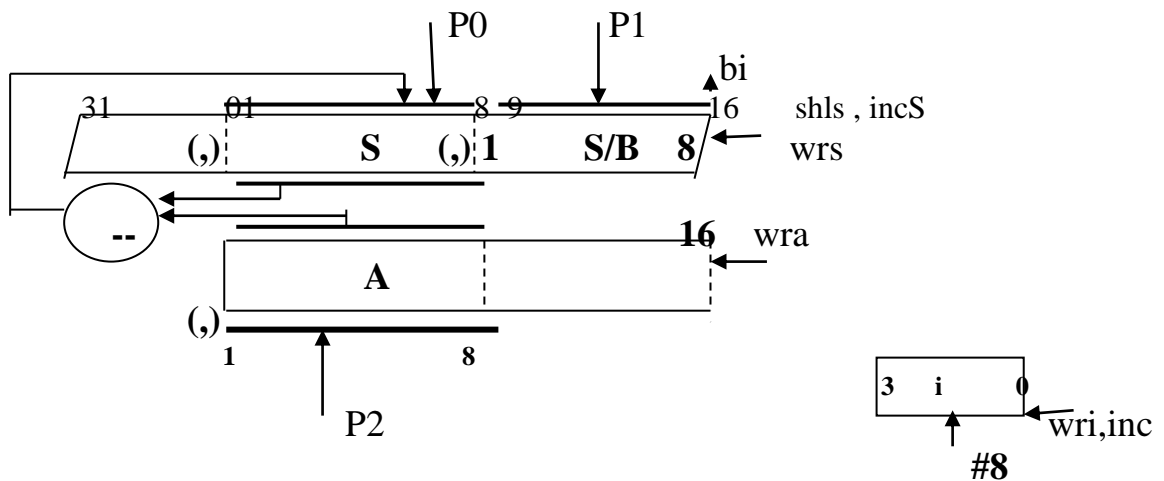 P0 P1
bi
31 01 8 9 16 shls , incS
(,) S (,) 1 S/B 8 wrs
--
16 wra
A
(,)
1 8
3 i 0
P2 wri,inc
#8